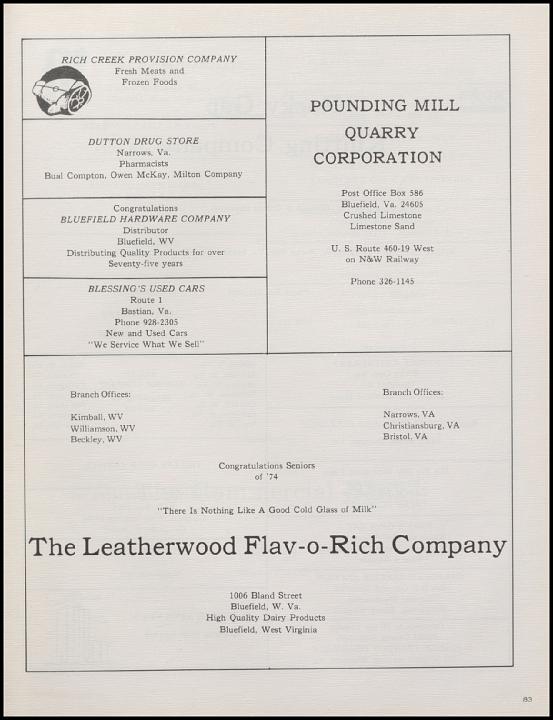 RICH CREEK PROVISION COMPANY
Fresh Meats and
Frozen Foods
DUTTON DRUG STORE
Narrows, Va.
Pharmacists
Bual Compton, Owen McKay, Milton Company
Congratulations
BLUEFIELD HARDWARE COMPANY
Distributor
Bluefield, WV
Distributing Quality Products for over
Seventy-five years
BLESSING'S USED CARS
Route 1
Bastian, Va.
Phone 928-2305
New and Used Cars
"We Service What We Sell"
POUNDING MILL
QUARRY
CORPORATION
Post Office Box 586
Bluefield, Va. 24605
Crushed Limestone
Limestone Sand
U. S. Route 460-19 West
on N&W Railway
Phone 326-1145
Branch Offices:
Kimball, WV
Williamson, WV
Beckley, WV
Branch Offices:
Narrows, VA
Christiansburg, VA
Bristol, VA
Congratulations Seniors
of '74
"There Is Nothing Like A Good Cold Glass of Milk"
The Leatherwood Flav-o-Rich Company
1006 Bland Street
Bluefield, W. Va.
High Quality Dairy Products
Bluefield, West Virginia
83